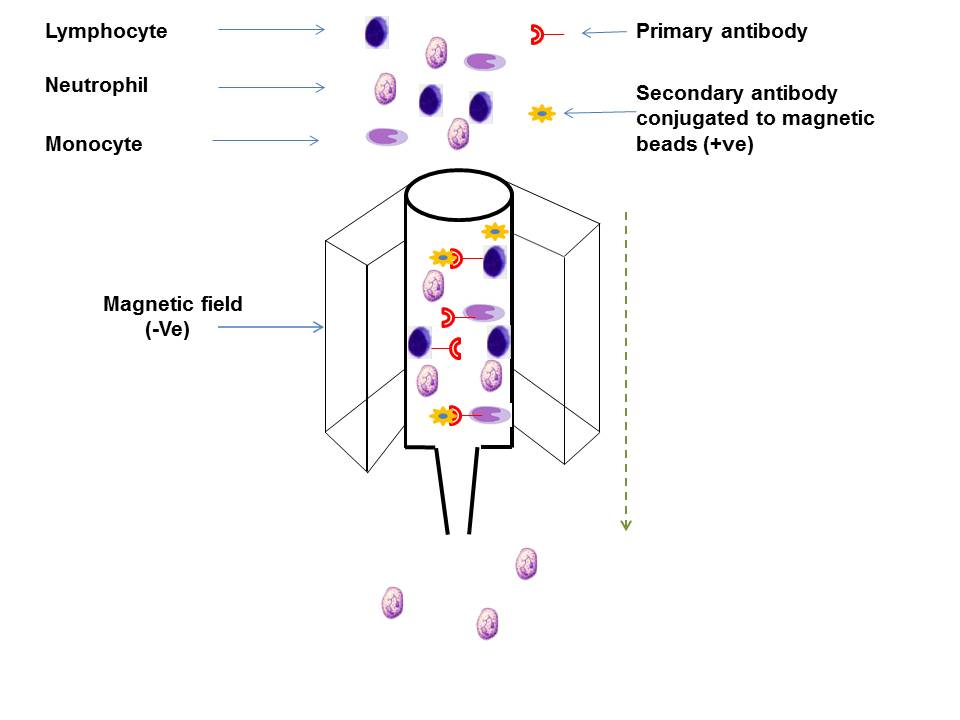 Lymphocyte
Primary antibody
Neutrophil
Secondary antibody
conjugated to magnetic
beads (+ve)
Monocyte
Magnetic field
(-Ve)